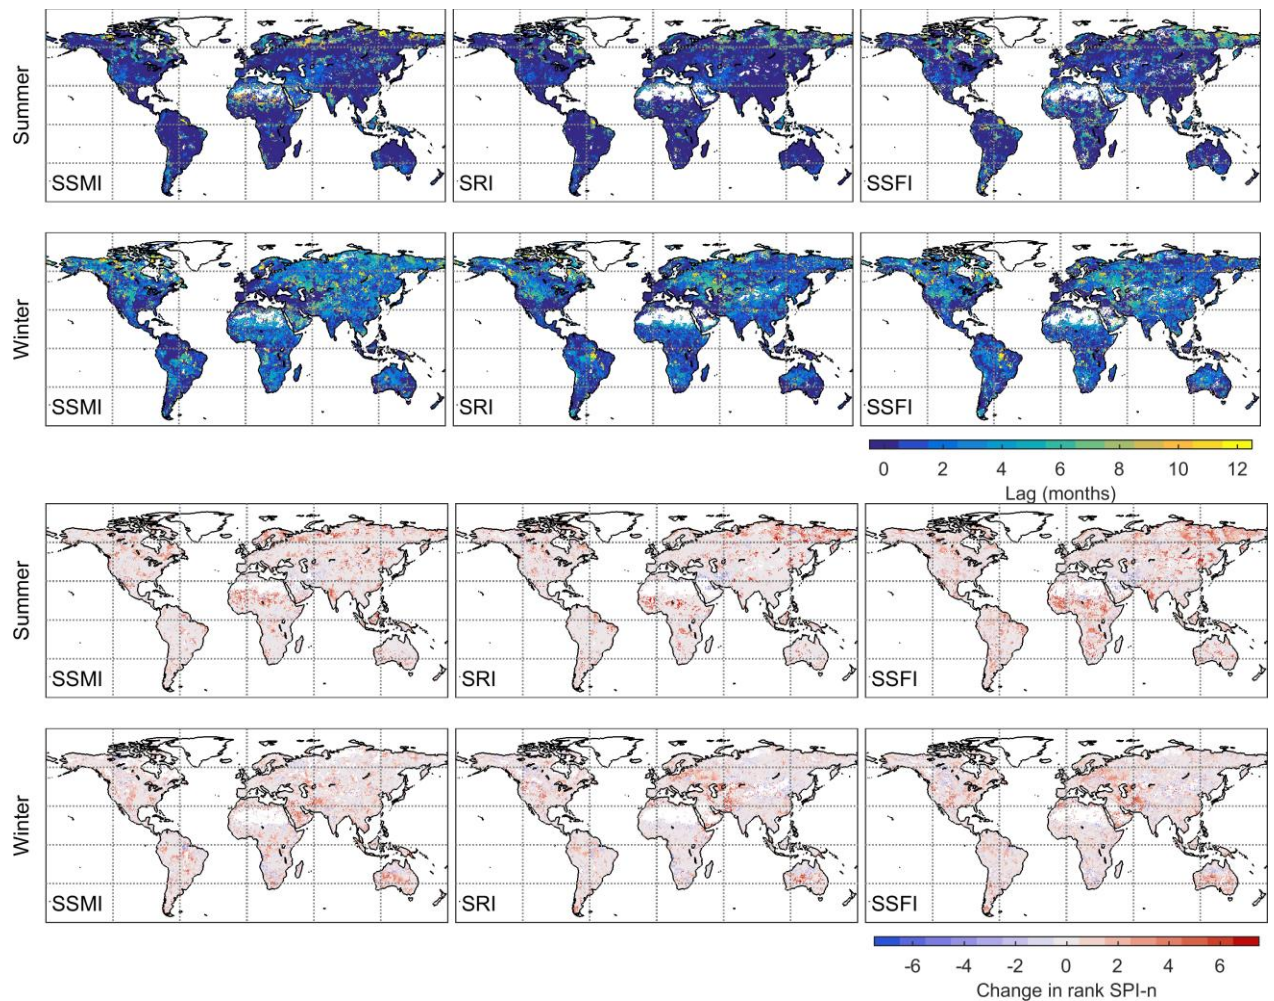 Summer
SSMI
SRI
SSFI
Winter
SSMI
SRI
SSFI
0 2 4 6 8 10 12
Lag (months)
Summer
SSMI
SRI
SSFI
Winter
SSMI
SRI
SSFI
-6 -4 -2 0 2 4 6
Change in rank SPI-n